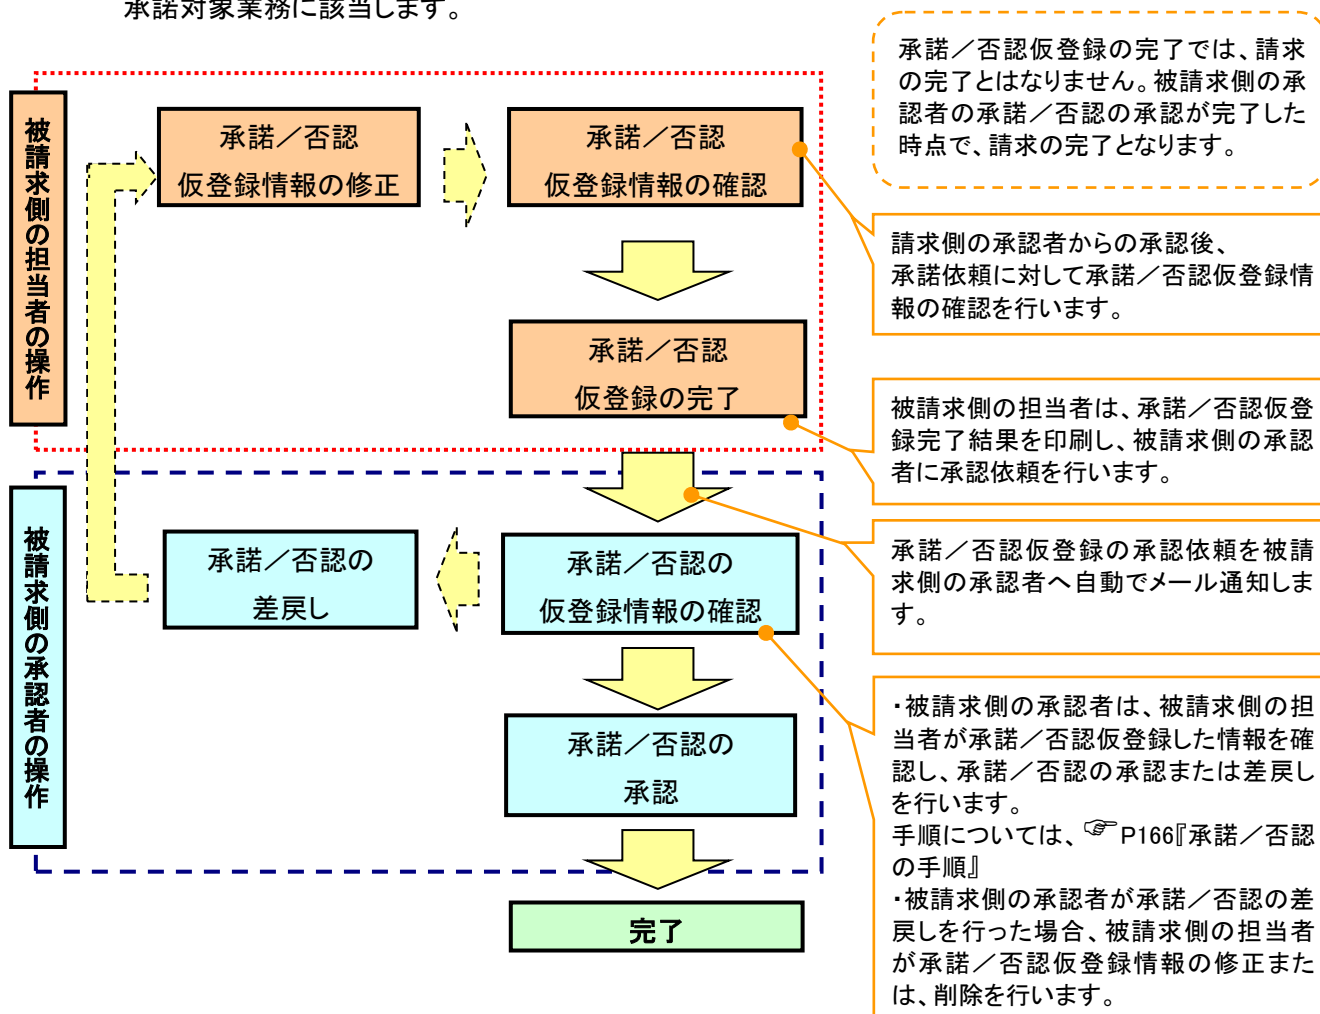 承諾対象業務に該当します。
被請求側の担当者の操作
承諾／否認
仮登録情報の修正
承諾／否認
仮登録情報の確認
承諾／否認
仮登録の完了
被請求側の承認者の操作
承諾／否認の
差戻し
承諾／否認の
仮登録情報の確認
承諾／否認の
承認
完了
承諾／否認仮登録の完了では、請求
の完了とはなりません。被請求側の承
認者の承諾／否認の承認が完了した
時点で、請求の完了となります。
請求側の承認者からの承認後、
承諾依頼に対して承諾／否認仮登録情
報の確認を行います。
被請求側の担当者は、承諾／否認仮登
録完了結果を印刷し、被請求側の承認
者に承認依頼を行います。
承諾／否認仮登録の承認依頼を被請
求側の承認者へ自動でメール通知しま
す。
・被請求側の承認者は、被請求側の担
当者が承諾／否認仮登録した情報を確
認し、承諾／否認の承認または差戻し
を行います。
手順については、☞P166『承諾／否認
の手順』
・被請求側の承認者が承諾／否認の差
戻しを行った場合、被請求側の担当者
が承諾／否認仮登録情報の修正また
は、削除を行います。